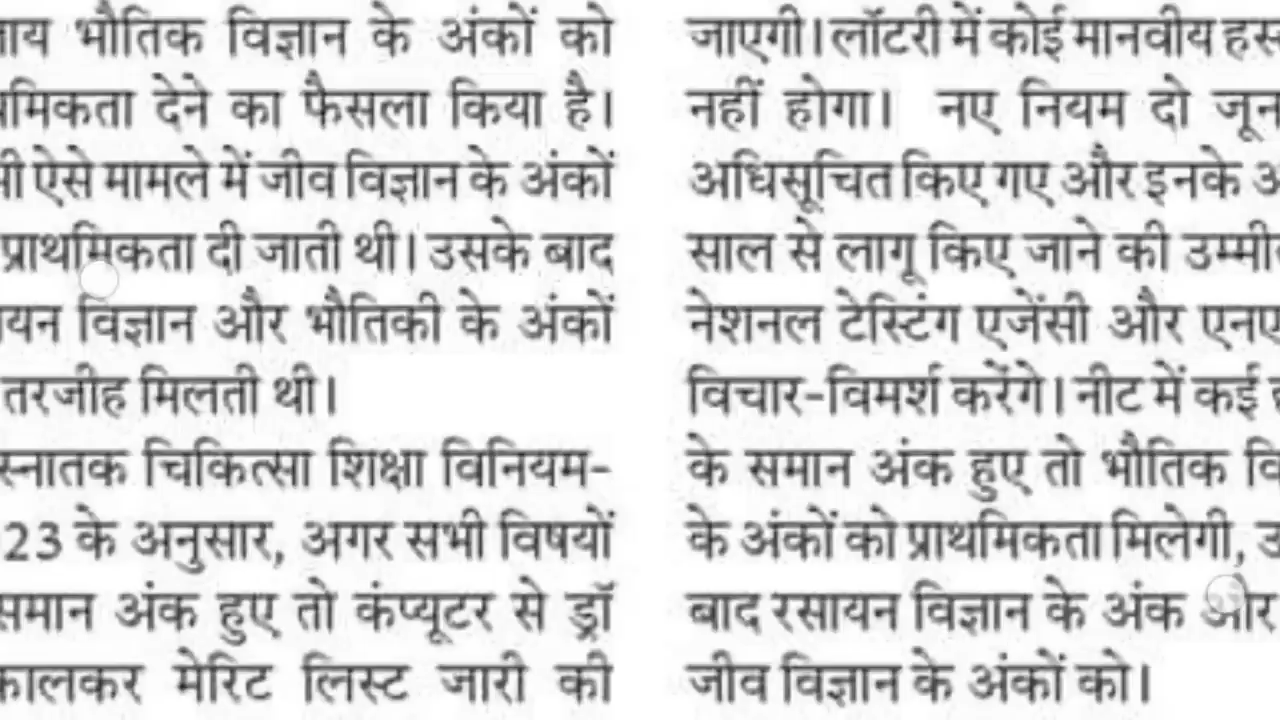 भौतिक विज्ञान के अंकों को
देने का फैसला किया है।
ऐसे मामले में जीव विज्ञान के अंकों
प्राथमिकता दी जाती थी। उसके बाद
विज्ञान और भौतिकी के अंकों
तरजीह मिलती थी।
स्नातक चिकित्सा शिक्षा विनियम-
23 के अनुसार, अगर सभी विषयों
समान अंक हुए तो कंप्यूटर से ड्रॉ
मेरिट लिस्ट जारी की
जाएगी। लॉटरी में कोई मानवीय
नहीं होगा। नए नियम दो जून
अधिसूचित किए गए और इनके
साल से लागू किए जाने की
नेशनल टेस्टिंग एजेंसी और
विचार-विमर्श करेंगे। नीट में कई
के समान अंक हुए तो भौतिक
के अंकों को प्राथमिकता मिलेगी,
बाद रसायन विज्ञान के अंक और
जीव विज्ञान के अंकों को।